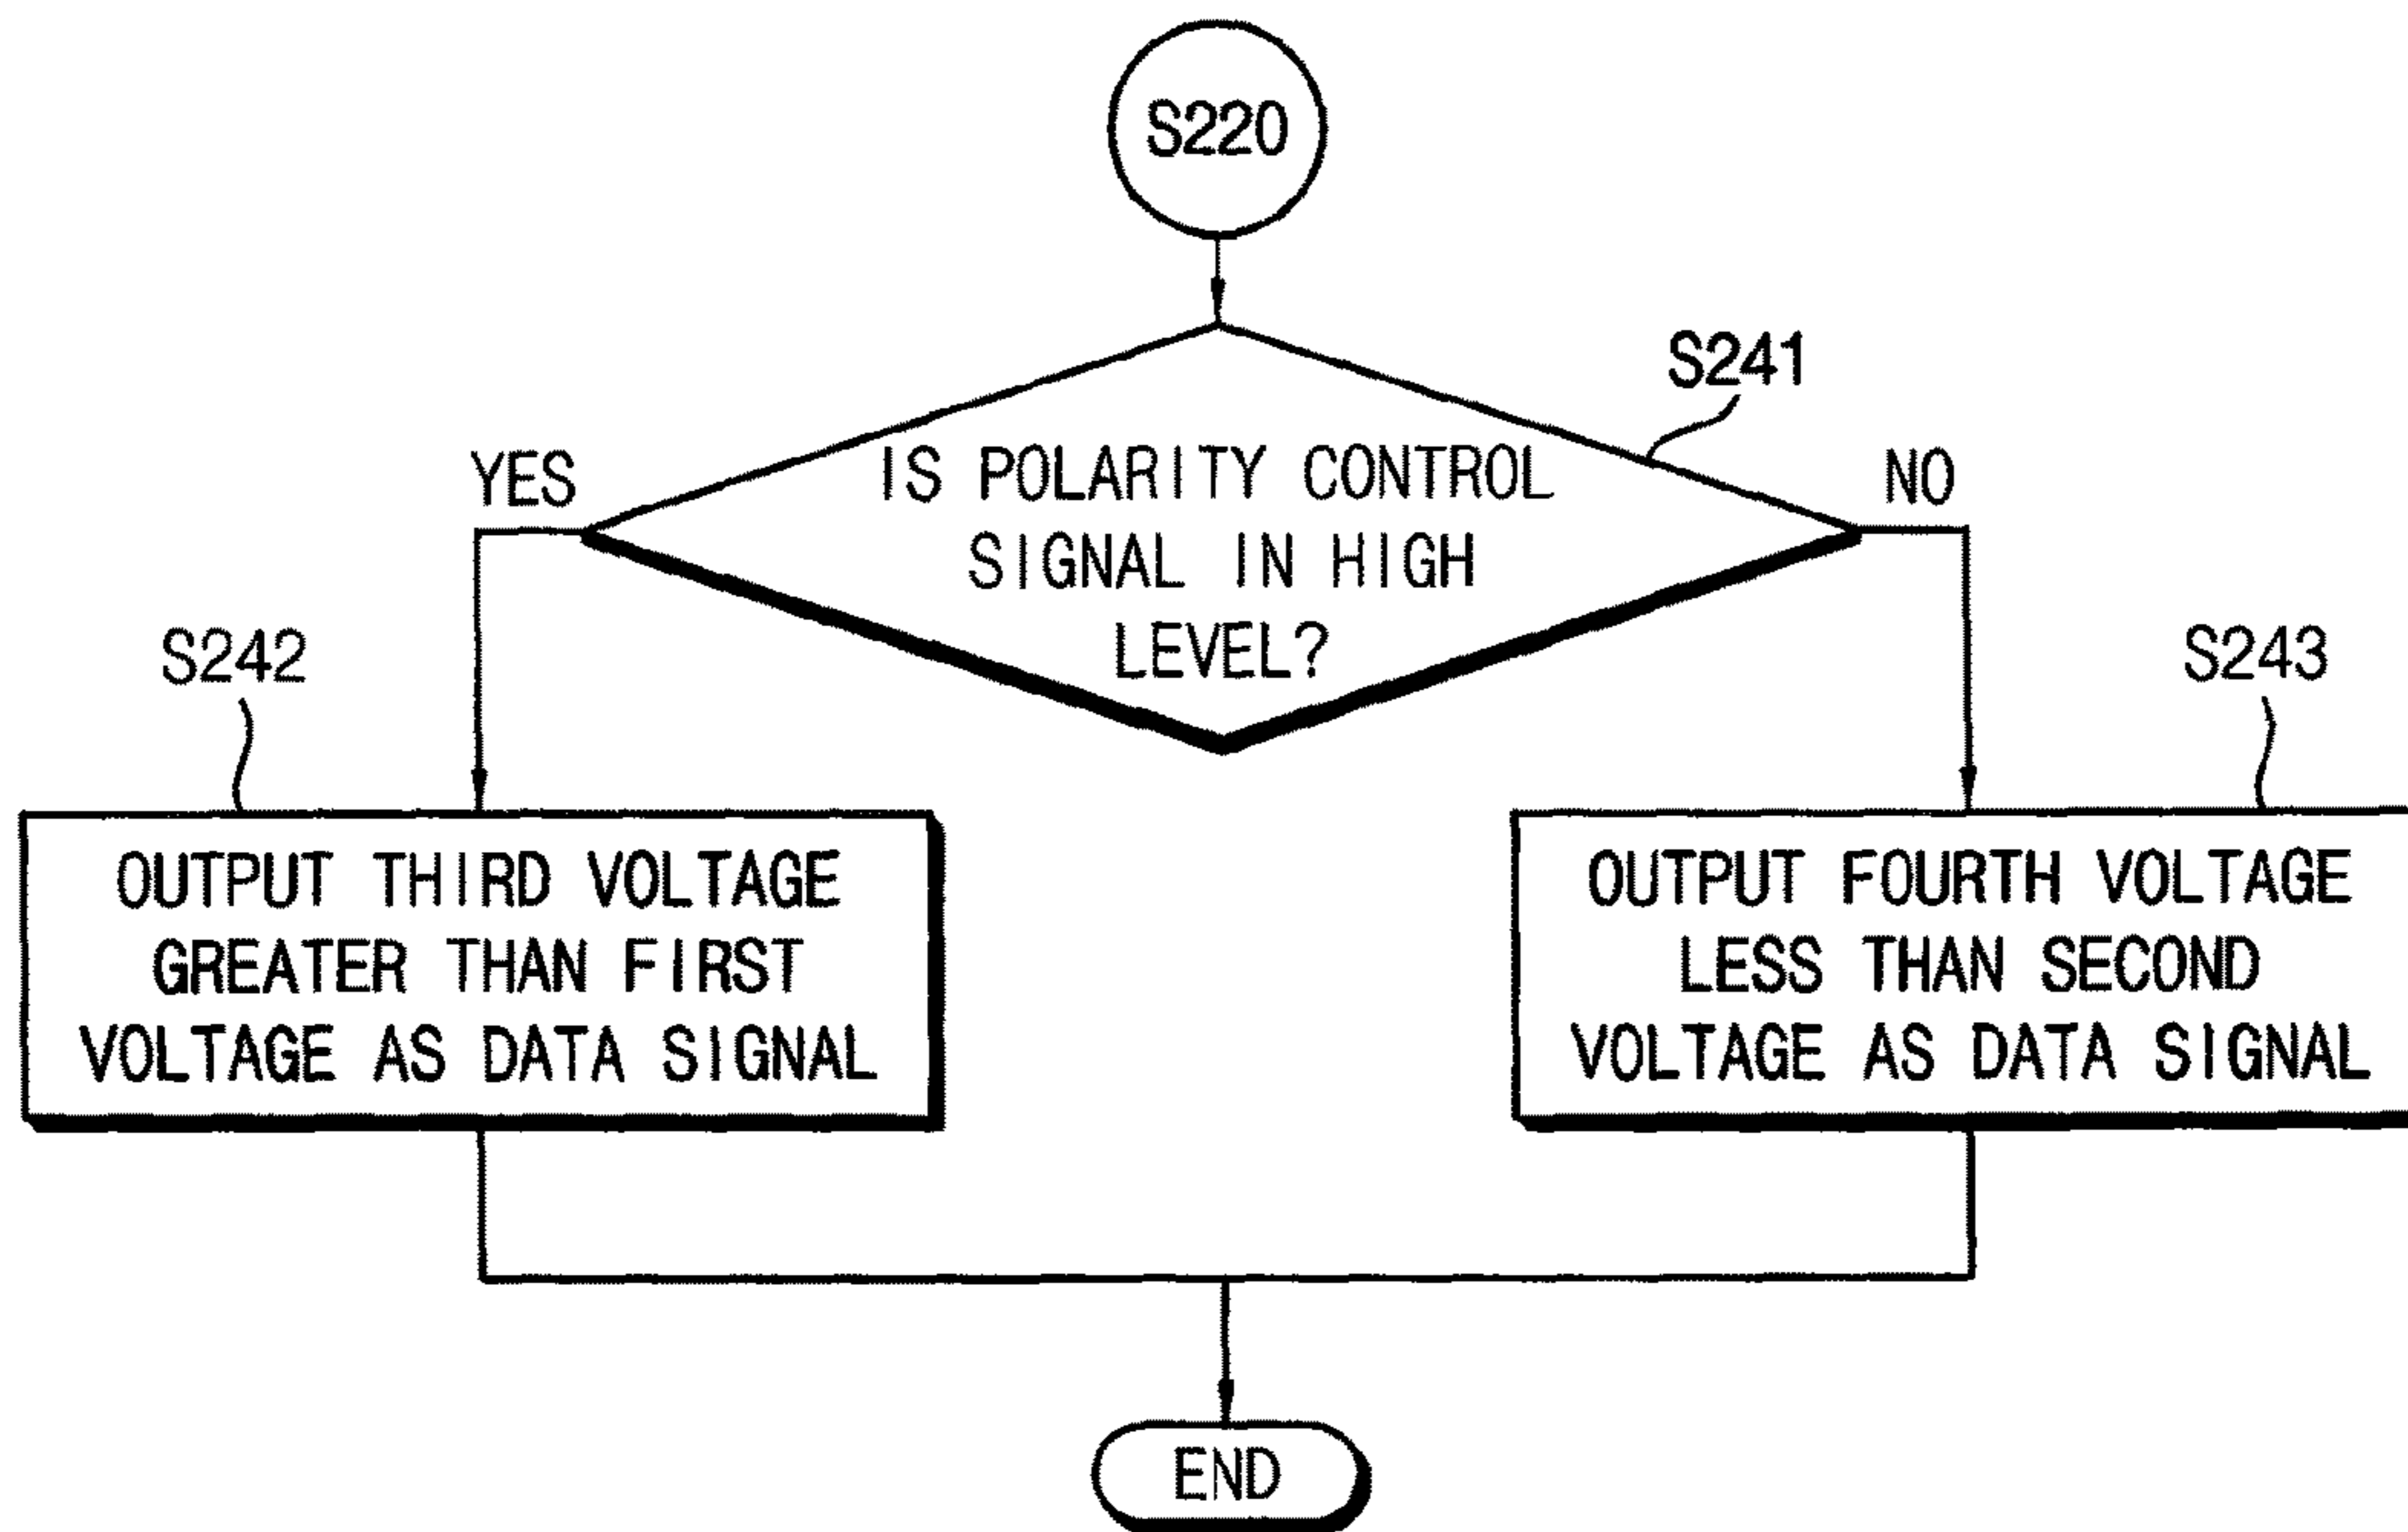 S220
S241
YES
IS POLARITY CONTROL
SIGNAL IN HIGH
LEVEL?
NO
S242
OUTPUT THIRD VOLTAGE
GREATER THAN FIRST
VOLTAGE AS DATA SIGNAL
S243
OUTPUT FOURTH VOLTAGE
LESS THAN SECOND
VOLTAGE AS DATA SIGNAL
END